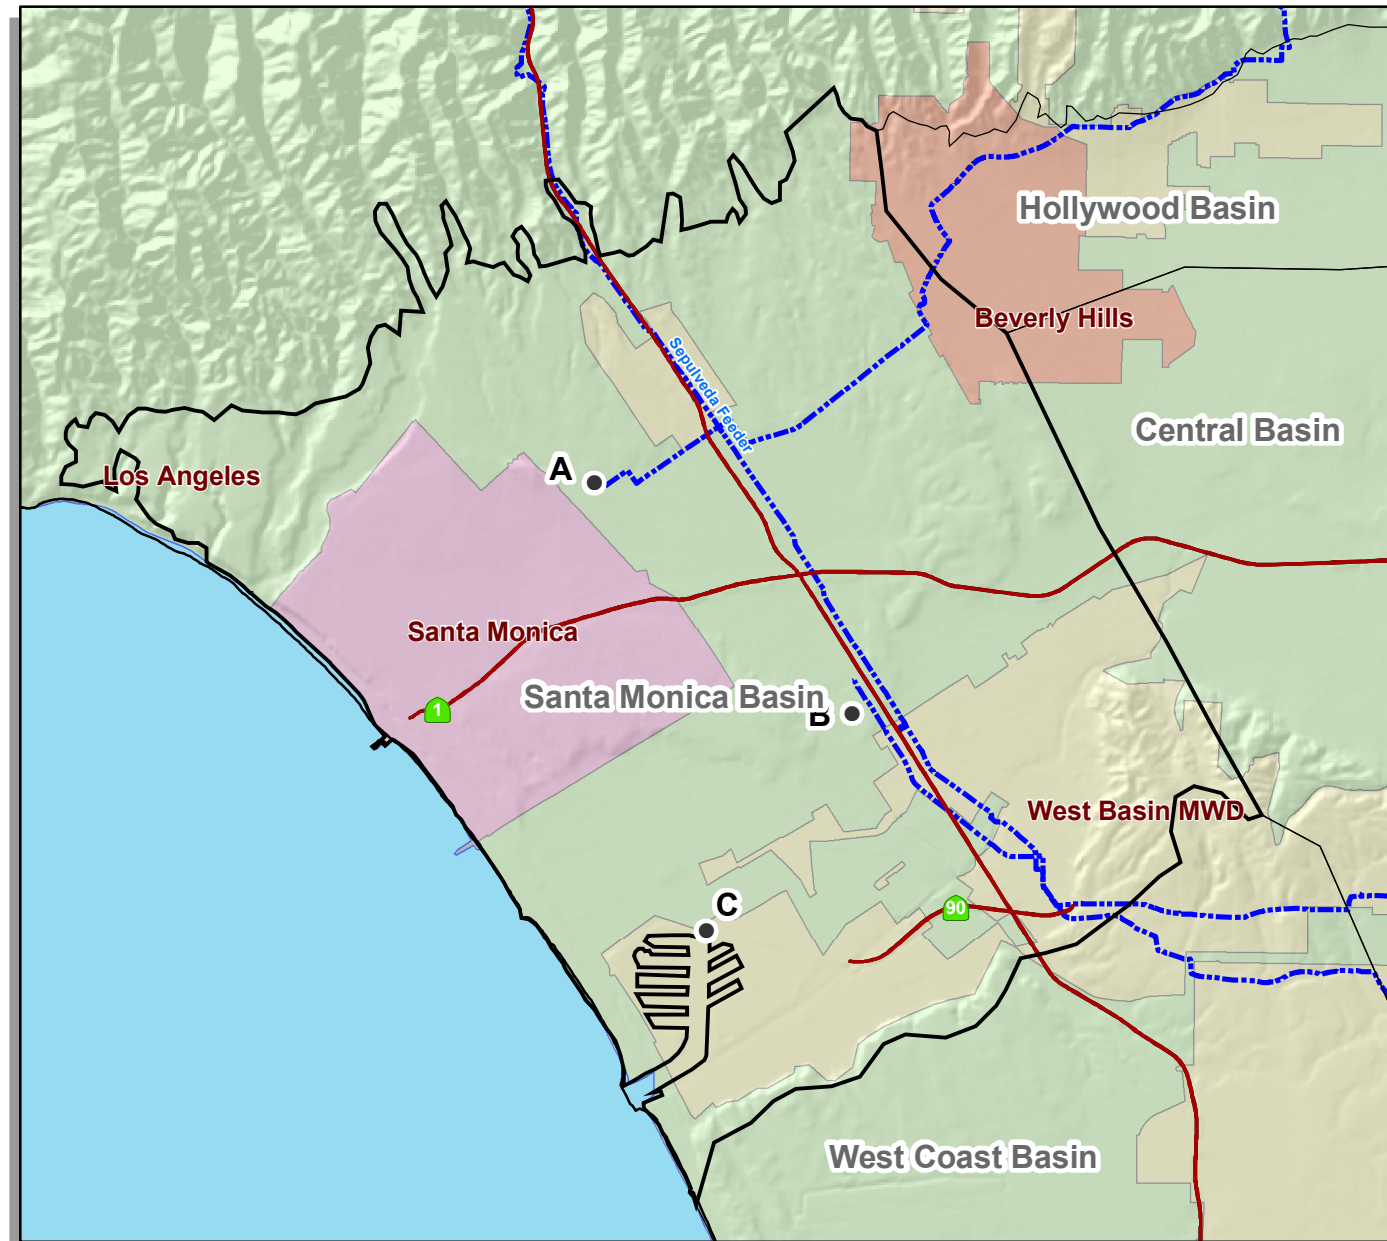 Hollywood Basin
Beverly Hills
Sepulveda Feeder
Central Basin
A
Los Angeles
Santa Monica
Santa Monica Basin
1
B
West Basin MWD
C
90
West Coast Basin